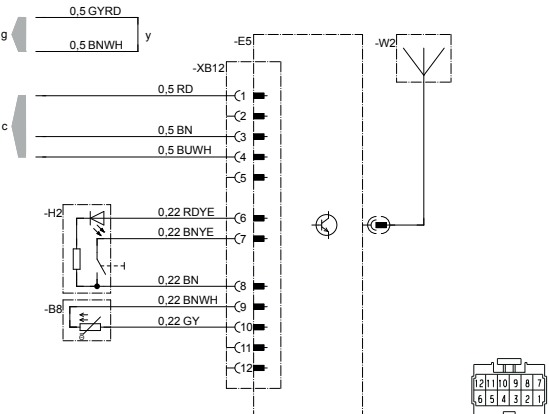 0,5 GYRD
g
y
0,5 BNWH
-E5
-W2
-XB12
0,5 RD
1
2
c
0,5 BN
3
0,5 BUWH
4
5
-H2
0,22 RDYE
6
0,22 BNYE
7
0,22 BN
8
-B8
0,22 BNWH
9
0,22 GY
10
11
12
12 11 10 9 8 7
6 5 4 3 2 1